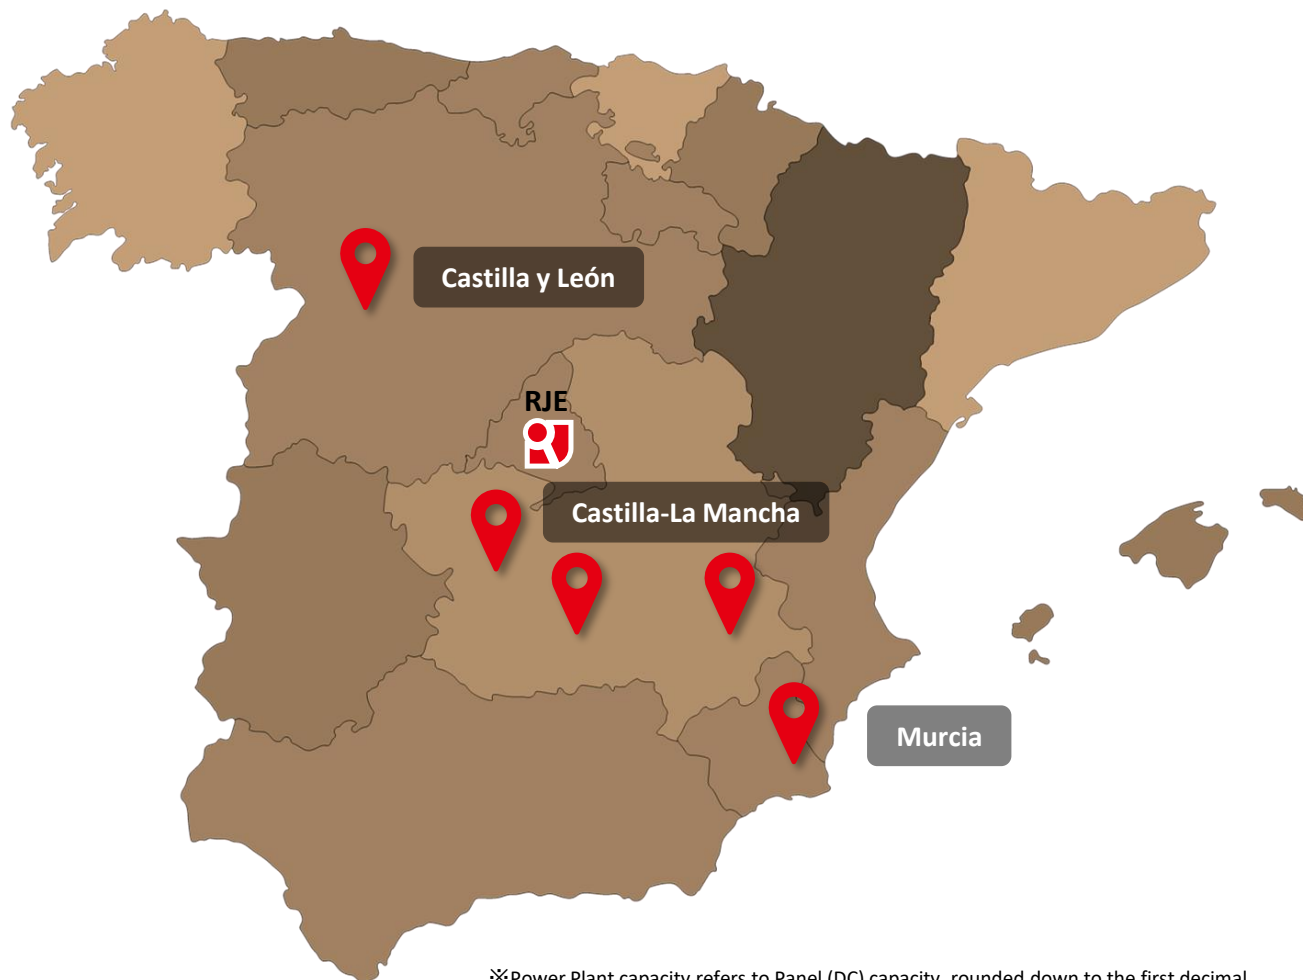 Castilla y León
RJE
Castilla-La Mancha
Murcia
※Power Plant capacity refers to Panel (DC) capacity, rounded down to the first decimal